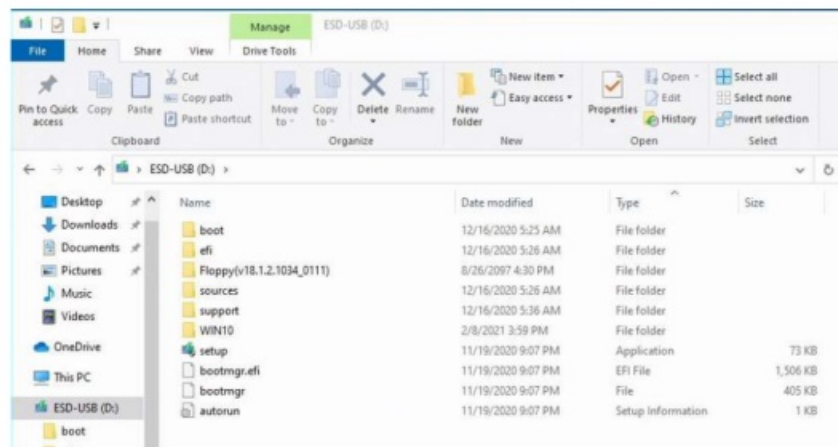 Manage ESD-USB (D:)
File Home Share View Drive Tools
Pin to Quick access Copy Paste Cut Copy path Paste shortcut Move to Copy to Delete Rename New folder New item Easy access Properties Open Edit History Select all Select none Invert selection
Clipboard Organize New Open Select
ESD-USB (D:)
Name Date modified Type Size
Desktop
Downloads
Documents
Pictures
Music
Videos
OneDrive
This PC
ESD-USB (D:)
boot
boot 12/16/2020 5:25 AM File folder
efi 12/16/2020 5:26 AM File folder
Floppy(v18.1.2.1034_0111) 8/26/2097 4:30 PM File folder
sources 12/16/2020 5:26 AM File folder
support 12/16/2020 5:36 AM File folder
WIN10 2/8/2021 3:59 PM File folder
setup 11/19/2020 9:07 PM Application 73 KB
bootmgr.efi 11/19/2020 9:07 PM EFI File 1,506 KB
bootmgr 11/19/2020 9:07 PM File 405 KB
autorun 11/19/2020 9:07 PM Setup Information 1 KB